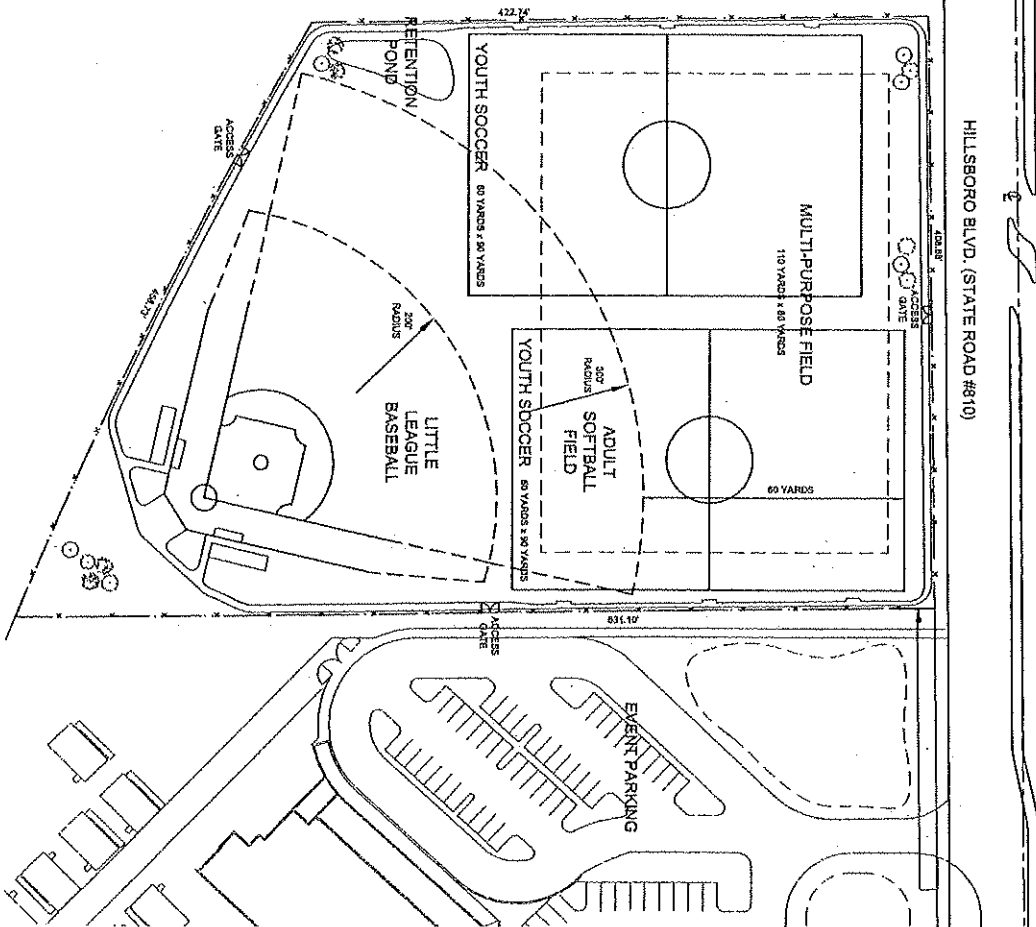 HILLSBORO BLVD. (STATE ROAD #810)
422.74'
RETENTION
POND
ACCESS
GATE
YOUTH SOCCER 60 YARDS x 90 YARDS
MULTI-PURPOSE FIELD
110 YARDS x 80 YARDS
ACCESS
GATE
200'
RADIUS
LITTLE
LEAGUE
BASEBALL
300'
RADIUS
ADULT
SOFTBALL
FIELD
YOUTH SOCCER 60 YARDS x 90 YARDS
60 YARDS
ACCESS
GATE
631.10'
EVENT PARKING